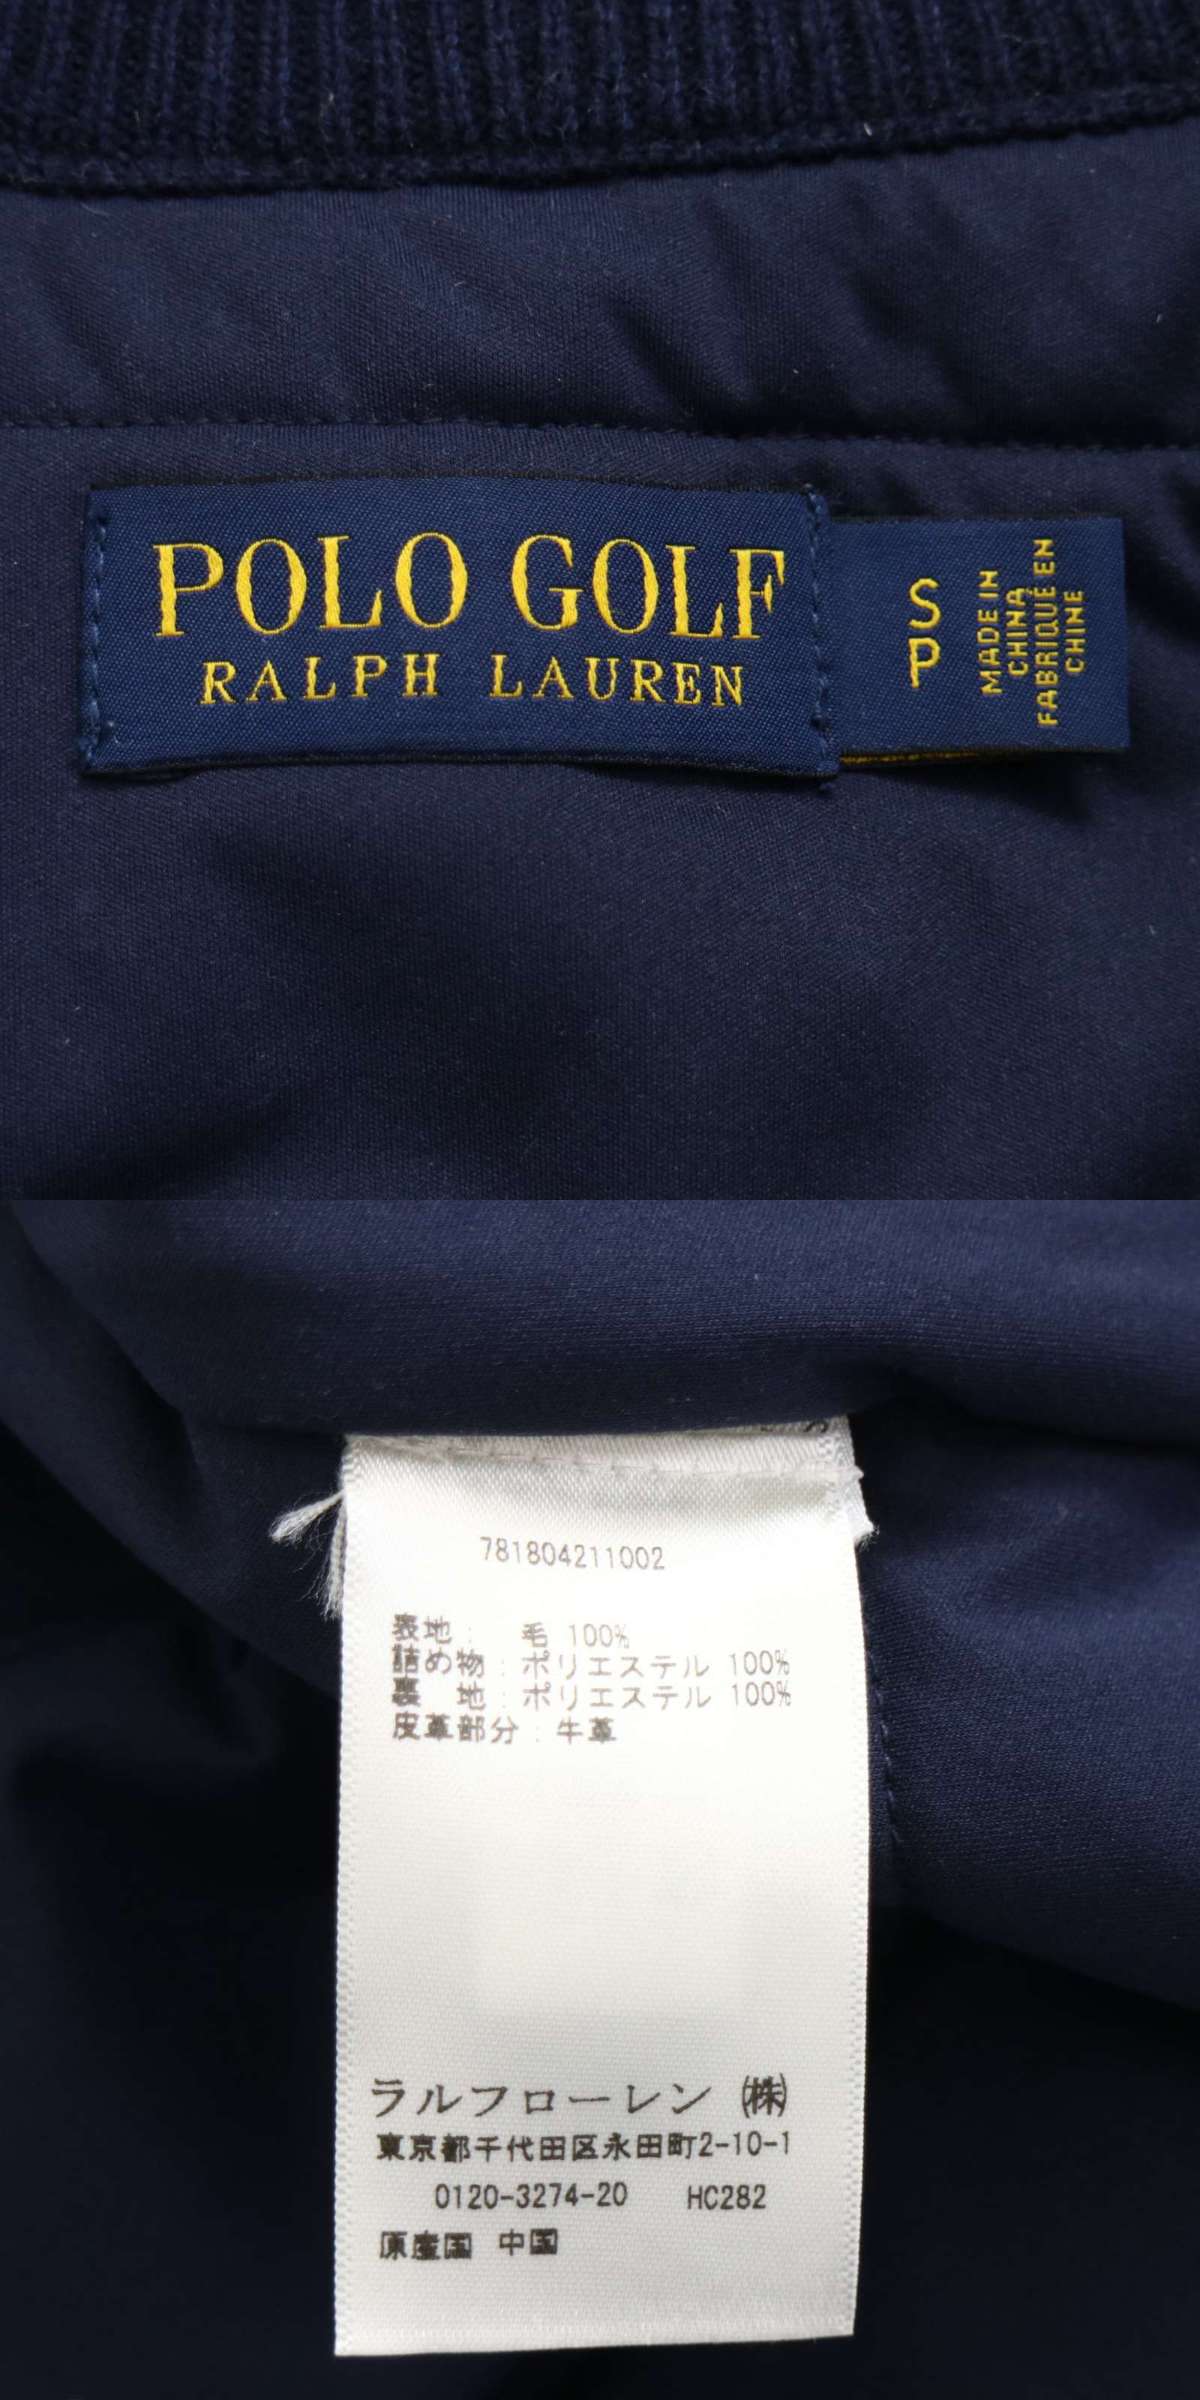 POLO GOLF
RALPH LAUREN
S
P
MADE IN
CHINA
FABRIQUÉ EN
CHINE
781804211002
表地： 毛 100%
詰め物：ポリエステル 100%
裏 地：ポリエステル 100%
皮革部分：牛革
ラルフローレン ㈱
東京都千代田区永田町2-10-1
0120-3274-20 HC282
原産国 中国